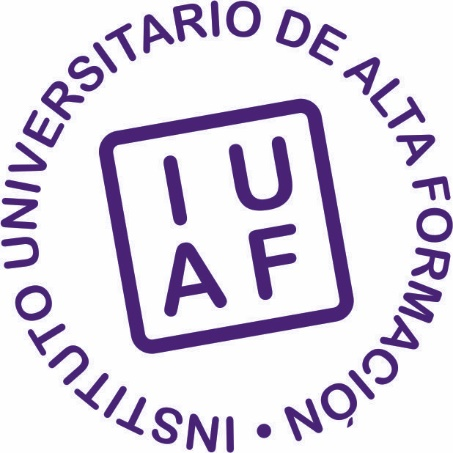 INSTITUTO UNIVERSITARIO DE ALTA FORMACIÓN •
I U
A F